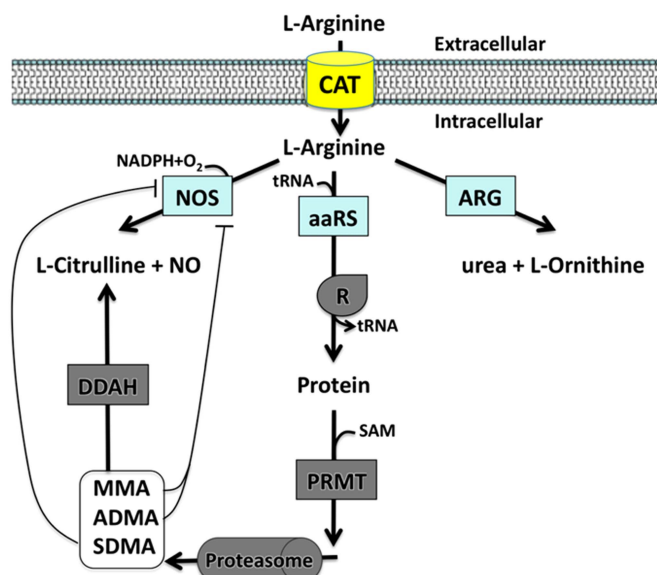 L-Arginine
Extracellular
CAT
Intracellular
L-Arginine
NADPH+O₂
tRNA
NOS
aaRS
ARG
L-Citrulline + NO
urea + L-Ornithine
R
tRNA
DDAH
Protein
SAM
MMA
ADMA
SDMA
PRMT
Proteasome